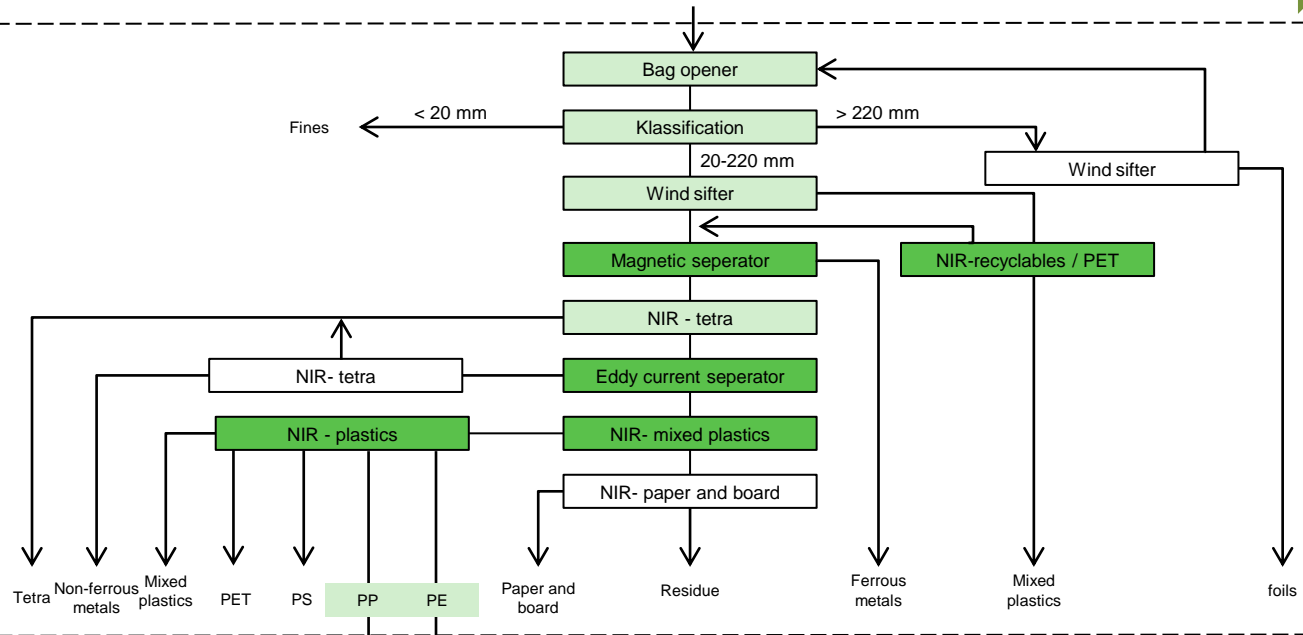 Bag opener
Fines
< 20 mm
Klassification
> 220 mm
20-220 mm
Wind sifter
Wind sifter
Magnetic seperator
NIR-recyclables / PET
NIR - tetra
NIR- tetra
Eddy current seperator
NIR - plastics
NIR- mixed plastics
NIR- paper and board
Tetra
Non-ferrous
metals
Mixed
plastics
PET
PS
PP
PE
Paper and
board
Residue
Ferrous
metals
Mixed
plastics
foils